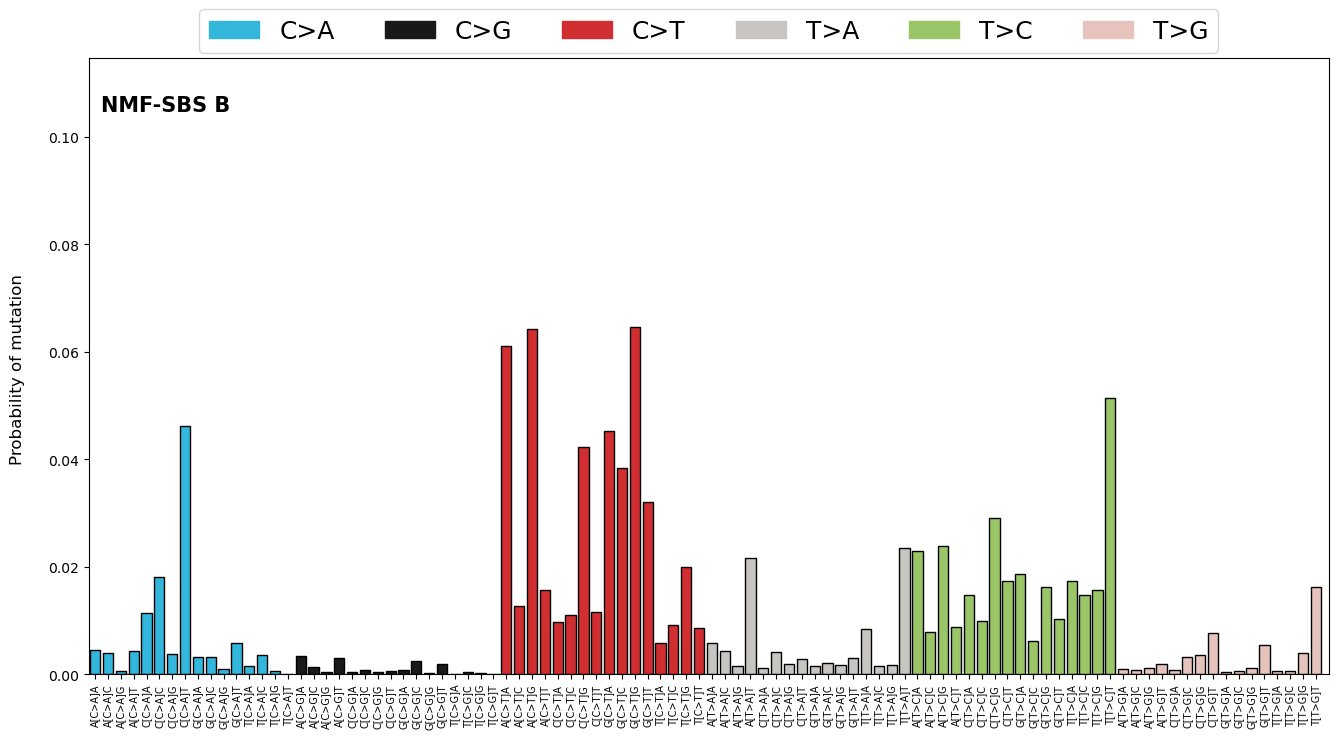 C>A C>G C>T T>A T>C T>G
NMF-SBS B
0.10
0.08
0.06
0.04
0.02
0.00
Probability of mutation
A[C>A]A A[C>A]C A[C>A]G A[C>A]T C[C>A]A C[C>A]C C[C>A]G C[C>A]T G[C>A]A G[C>A]C G[C>A]G G[C>A]T T[C>A]A T[C>A]C T[C>A]G T[C>A]T A[C>G]A A[C>G]C A[C>G]G A[C>G]T C[C>G]A C[C>G]C C[C>G]G C[C>G]T G[C>G]A G[C>G]C G[C>G]G G[C>G]T T[C>G]A T[C>G]C T[C>G]G T[C>G]T A[C>T]A A[C>T]C A[C>T]G A[C>T]T C[C>T]A C[C>T]C C[C>T]G C[C>T]T G[C>T]A G[C>T]C G[C>T]G G[C>T]T T[C>T]A T[C>T]C T[C>T]G T[C>T]T A[T>A]A A[T>A]C A[T>A]G A[T>A]T C[T>A]A C[T>A]C C[T>A]G C[T>A]T G[T>A]A G[T>A]C G[T>A]G G[T>A]T T[T>A]A T[T>A]C T[T>A]G T[T>A]T A[T>C]A A[T>C]C A[T>C]G A[T>C]T C[T>C]A C[T>C]C C[T>C]G C[T>C]T G[T>C]A G[T>C]C G[T>C]G G[T>C]T T[T>C]A T[T>C]C T[T>C]G T[T>C]T A[T>G]A A[T>G]C A[T>G]G A[T>G]T C[T>G]A C[T>G]C C[T>G]G C[T>G]T G[T>G]A G[T>G]C G[T>G]G G[T>G]T T[T>G]A T[T>G]C T[T>G]G T[T>G]T